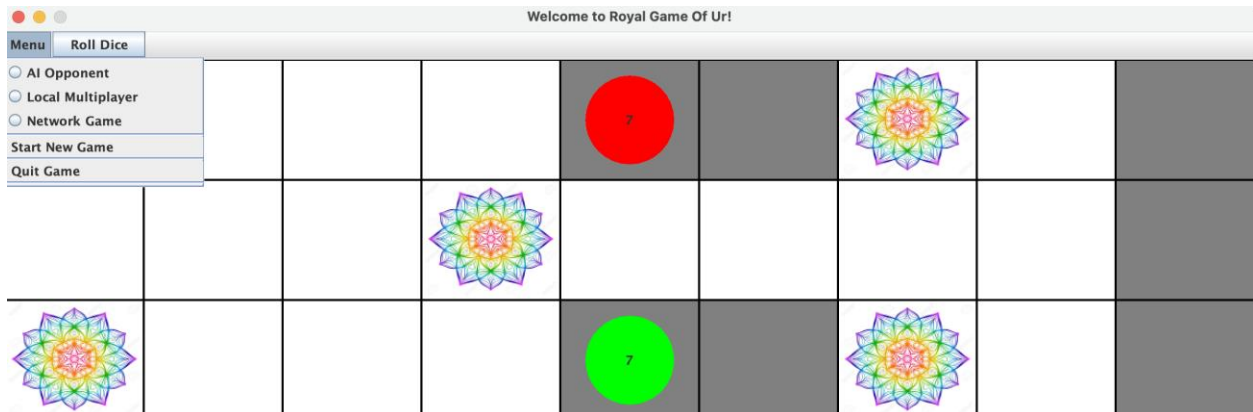 Welcome to Royal Game Of Ur!
Menu Roll Dice
AI Opponent
Local Multiplayer
Network Game
Start New Game
Quit Game
7
7